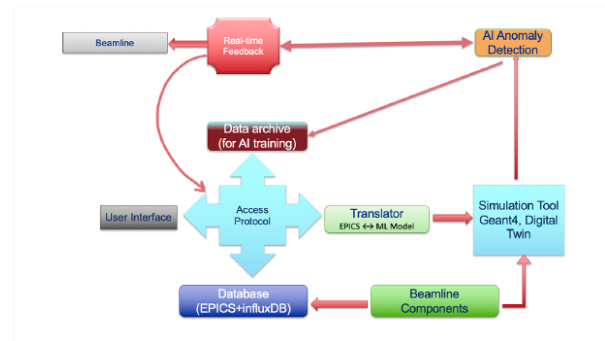 Beamline
Real-time
Feedback
AI Anomaly
Detection
Data archive
(for AI training)
User Interface
Access
Protocol
Translator
EPICS ↔ ML Model
Simulation Tool
Geant4, Digital
Twin
Database
(EPICS+influxDB)
Beamline
Components